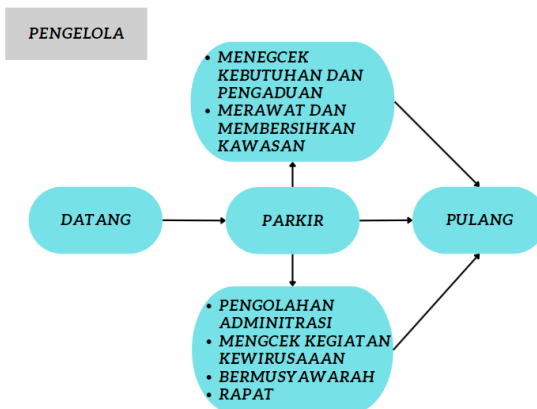 PENGELOLA
• MENEGCEK
KEBUTUHAN DAN
PENGADUAN
• MERAWAT DAN
MEMBERSIHKAN
KAWASAN
DATANG
PARKIR
PULANG
• PENGOLAHAN
ADMINITRASI
• MENGCEK KEGIATAN
KEWIRUSAAAN
• BERMUSYAWARAH
• RAPAT